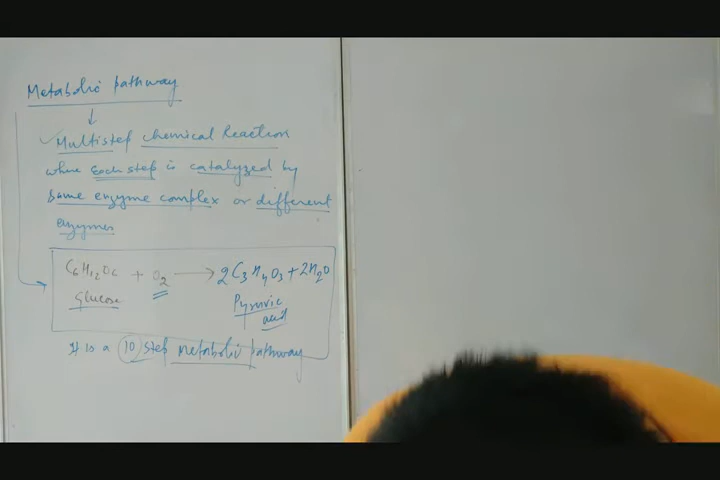 Metabolic pathway
↓
✓ Multistep chemical Reaction
where Each step is catalyzed by
Same enzyme complex or different
enzymes
C6H12O6 + O2 → 2C3H4O3 + 2H2O
Glucose
Pyruvic
acid
It is a 10 step metabolic pathway